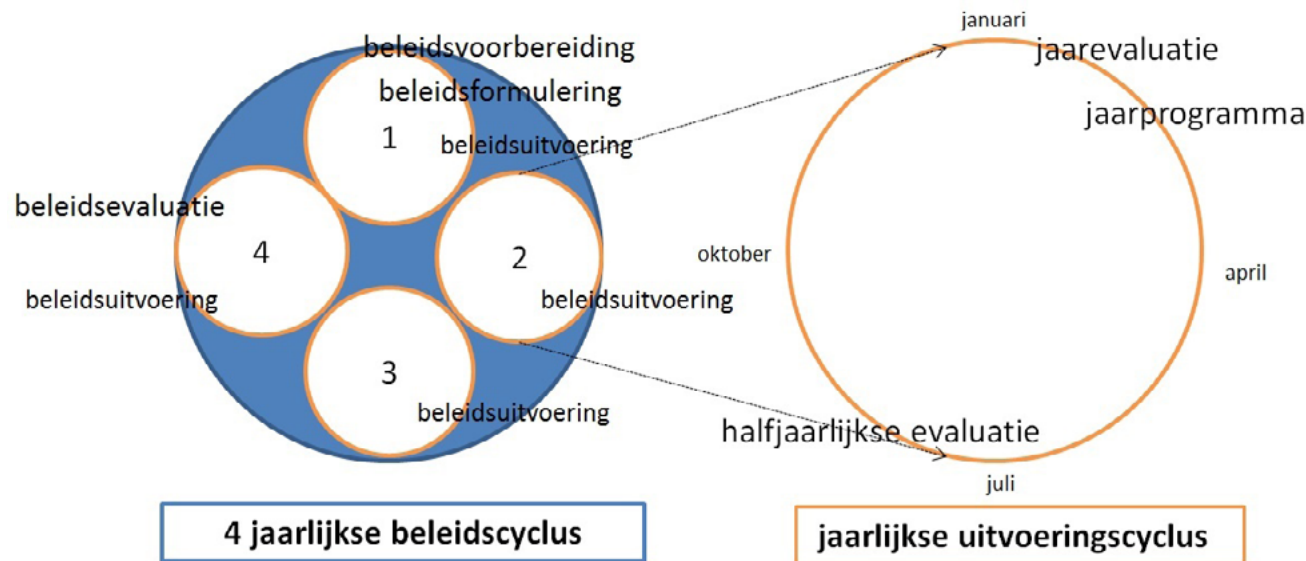 beleidsvoorbereiding
beleidsformulering
1
beleidsuitvoering
beleidsevaluatie
4
2
beleidsuitvoering
beleidsuitvoering
3
beleidsuitvoering
4 jaarlijkse beleidscyclus
januari
jaarevaluatie
jaarprogramma
oktober
april
halfjaarlijkse evaluatie
juli
jaarlijkse uitvoeringscyclus